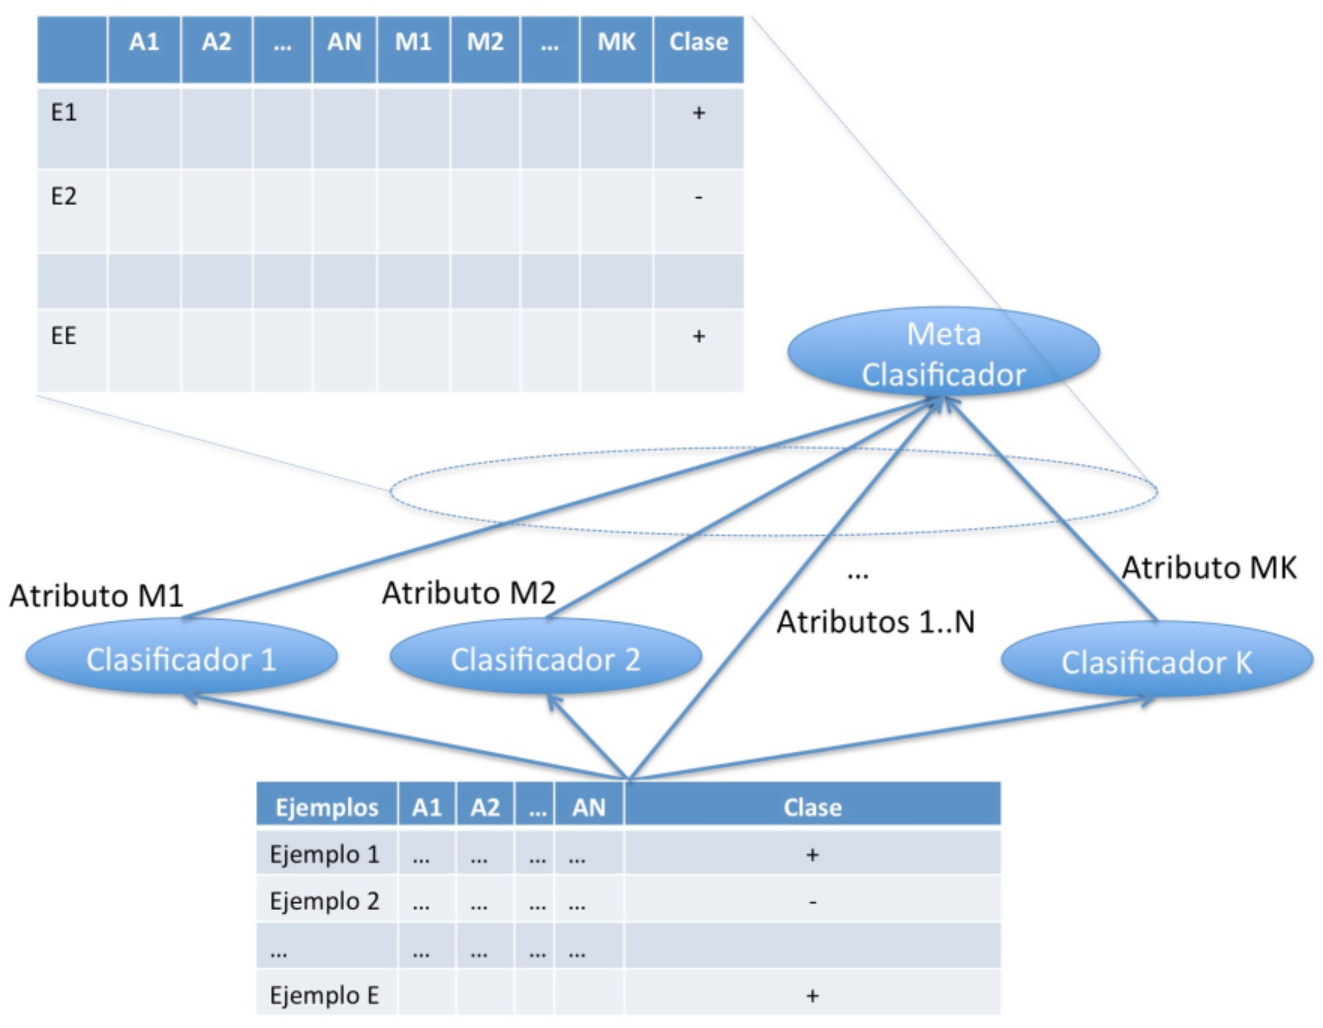 A1 A2 ... AN M1 M2 ... MK Clase
E1 +
E2 -
EE +
Meta
Clasificador
Atributo M1
Atributo M2
...
Atributo MK
Atributos 1..N
Clasificador 1
Clasificador 2
Clasificador K
Ejemplos A1 A2 ... AN Clase
Ejemplo 1 ... ... ... ... +
Ejemplo 2 ... ... ... ... -
... ... ... ... ...
Ejemplo E +